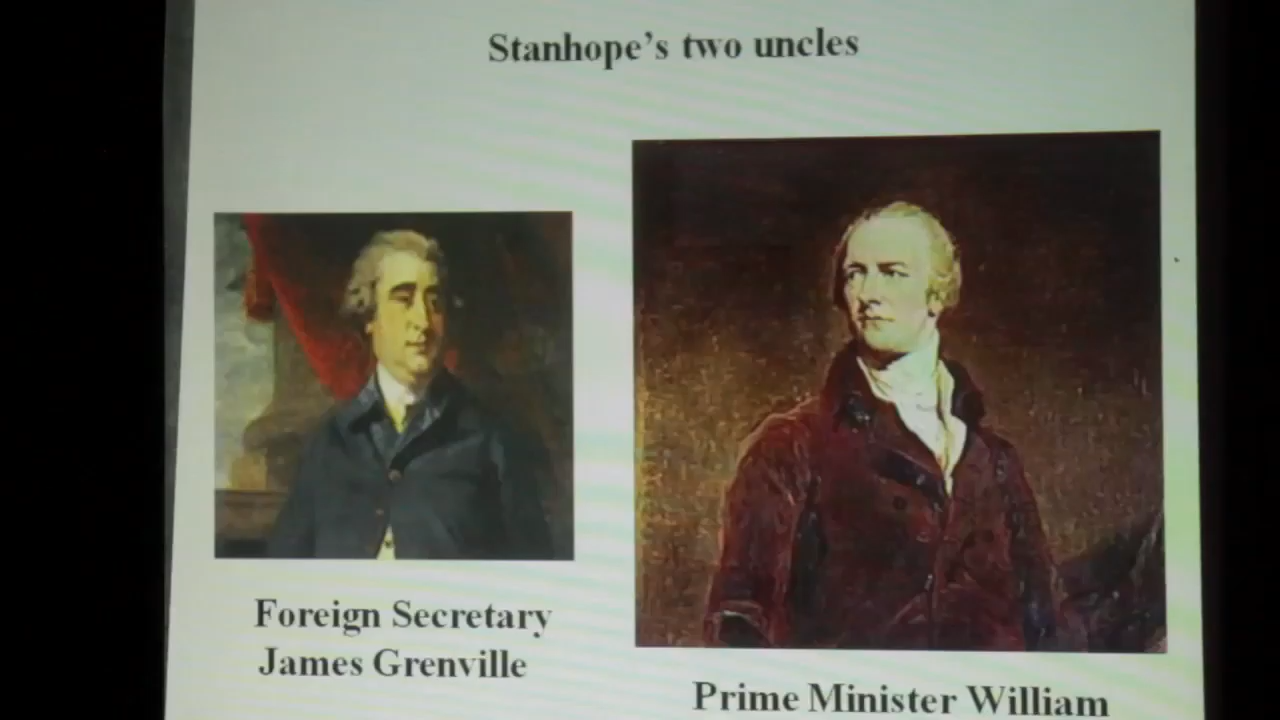 Stanhope's two uncles
Foreign Secretary
James Grenville
Prime Minister William